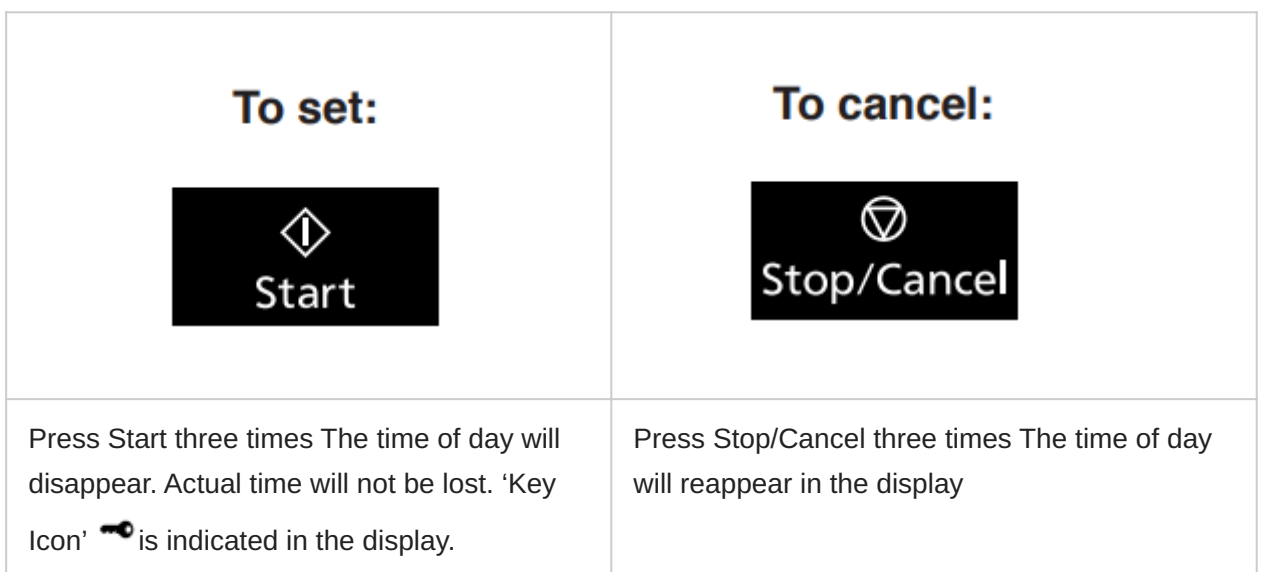 To set:
To cancel:
Start
Stop/Cancel
Press Start three times The time of day will
disappear. Actual time will not be lost. ‘Key
Icon’ is indicated in the display.
Press Stop/Cancel three times The time of day
will reappear in the display